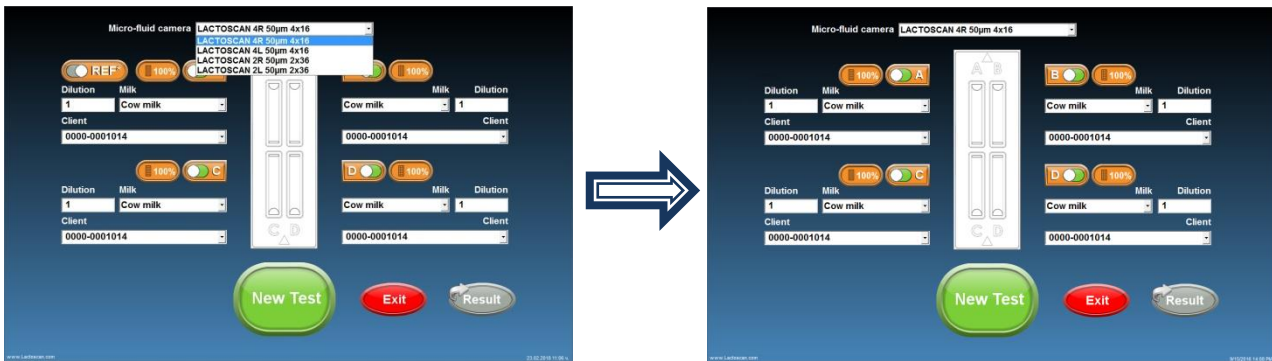 Micro-fluid camera LACTOSCAN 4R 50µm 4x16
LACTOSCAN 4R 50µm 4x16
LACTOSCAN 4L 50µm 4x16
LACTOSCAN 2R 50µm 2x36
LACTOSCAN 2L 50µm 2x36
REF 100% 100%
Dilution Milk Milk Dilution
1 Cow milk Cow milk 1
Client Client
0000-0001014 0000-0001014
100% C D 100%
Dilution Milk Milk Dilution
1 Cow milk Cow milk 1
Client Client
0000-0001014 0000-0001014
C D
New Test Exit Result
www.Lactoscan.com
Micro-fluid camera LACTOSCAN 4R 50µm 4x16
A B
100% A B 100%
Dilution Milk Milk Dilution
1 Cow milk Cow milk 1
Client Client
0000-0001014 0000-0001014
100% C D 100%
Dilution Milk Milk Dilution
1 Cow milk Cow milk 1
Client Client
0000-0001014 0000-0001014
C D
New Test Exit Result
www.Lactoscan.com